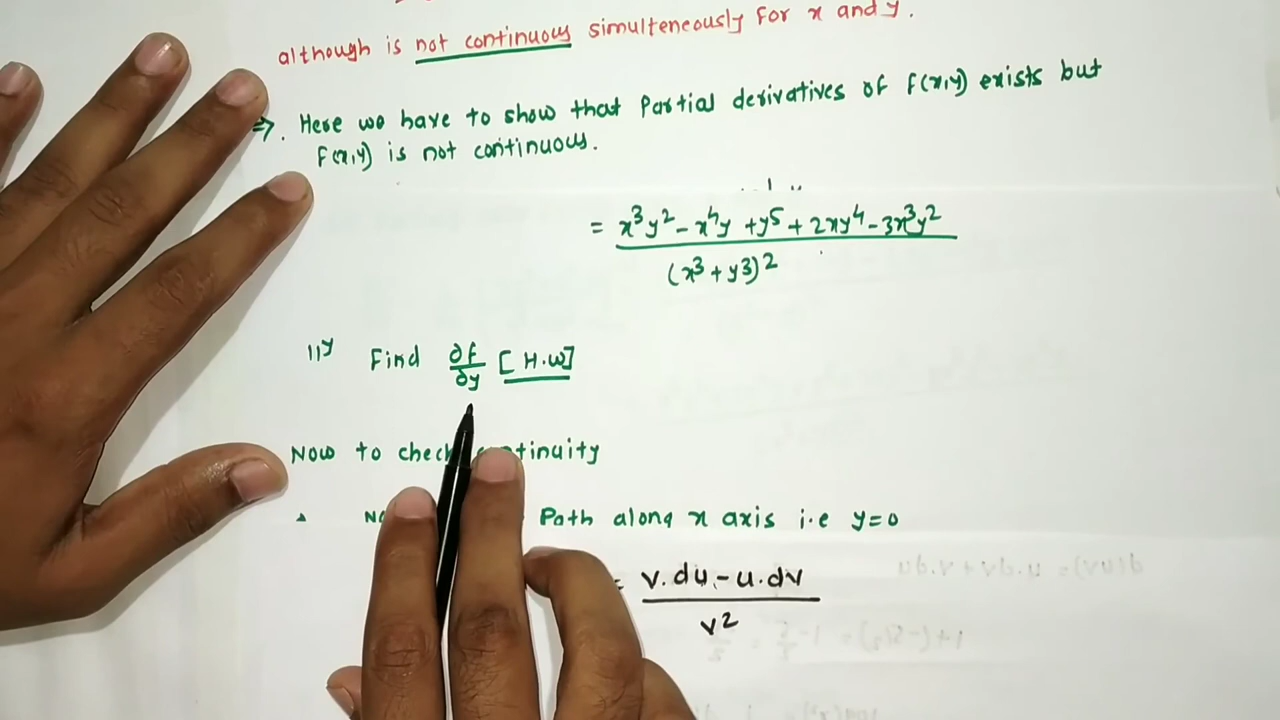 although is not continuous simulteneously for x and y.
⇒. Here we have to show that Partial derivatives of F(x,y) exists but
F(x,y) is not continuous.
= x³y² - x⁴y + y⁵ + 2xy⁴ - 3x³y²
(x³ + y3)²
111y Find ∂f/∂y [H.W]
Now to check continuity
Path along x axis i.e y=0
= v.du - u.dv
v²